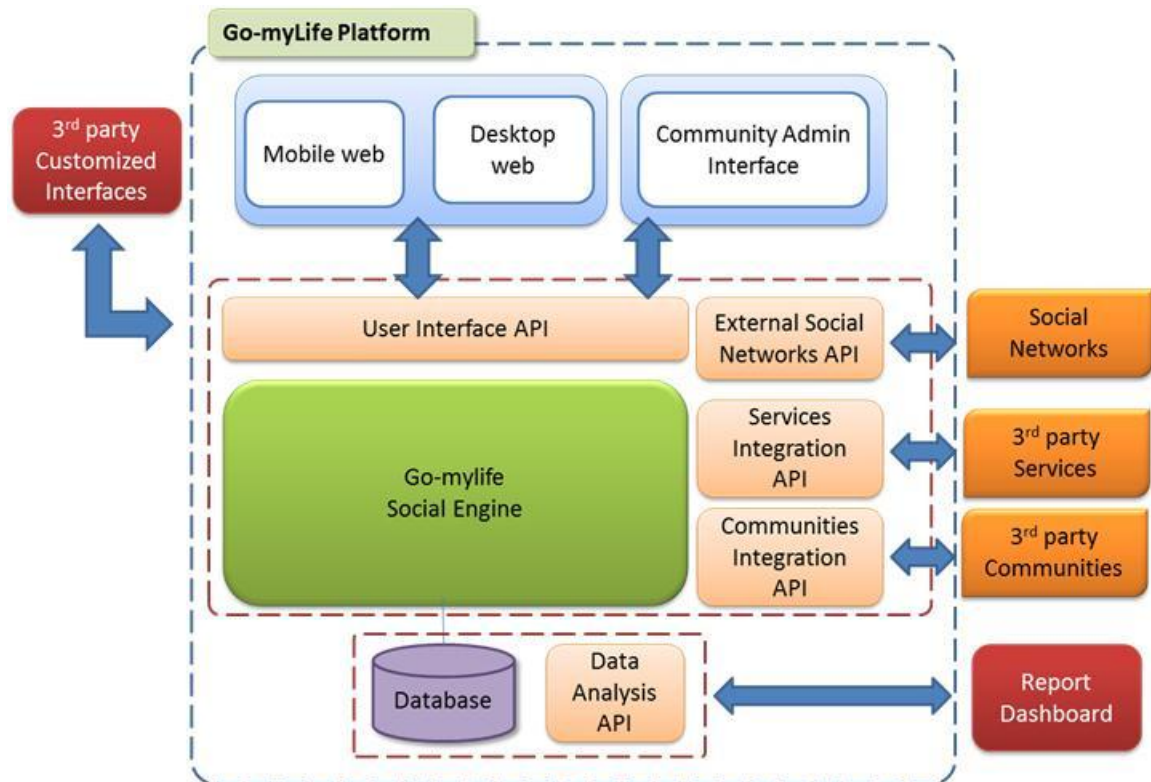 Go-myLife Platform
3rd party
Customized
Interfaces
Mobile web
Desktop
web
Community Admin
Interface
User Interface API
External Social
Networks API
Social
Networks
Go-mylife
Social Engine
Services
Integration
API
3rd party
Services
Communities
Integration
API
3rd party
Communities
Database
Data
Analysis
API
Report
Dashboard